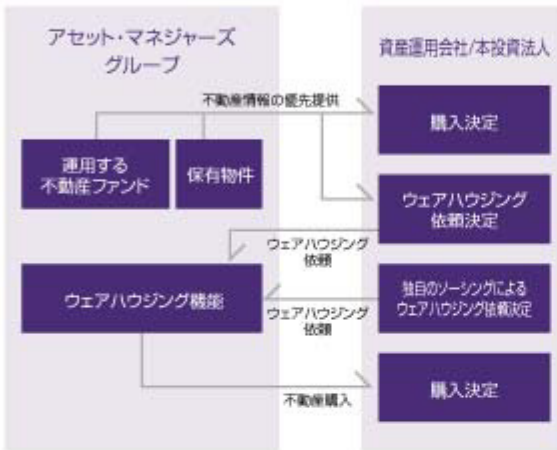 アセット・マネジャーズ
グループ
資産運用会社/本投資法人
不動産情報の優先提供
購入決定
運用する
不動産ファンド
保有物件
ウェアハウジング
依頼決定
ウェアハウジング
依頼
ウェアハウジング機能
独自のソーシングによる
ウェアハウジング依頼決定
ウェアハウジング
依頼
購入決定
不動産購入